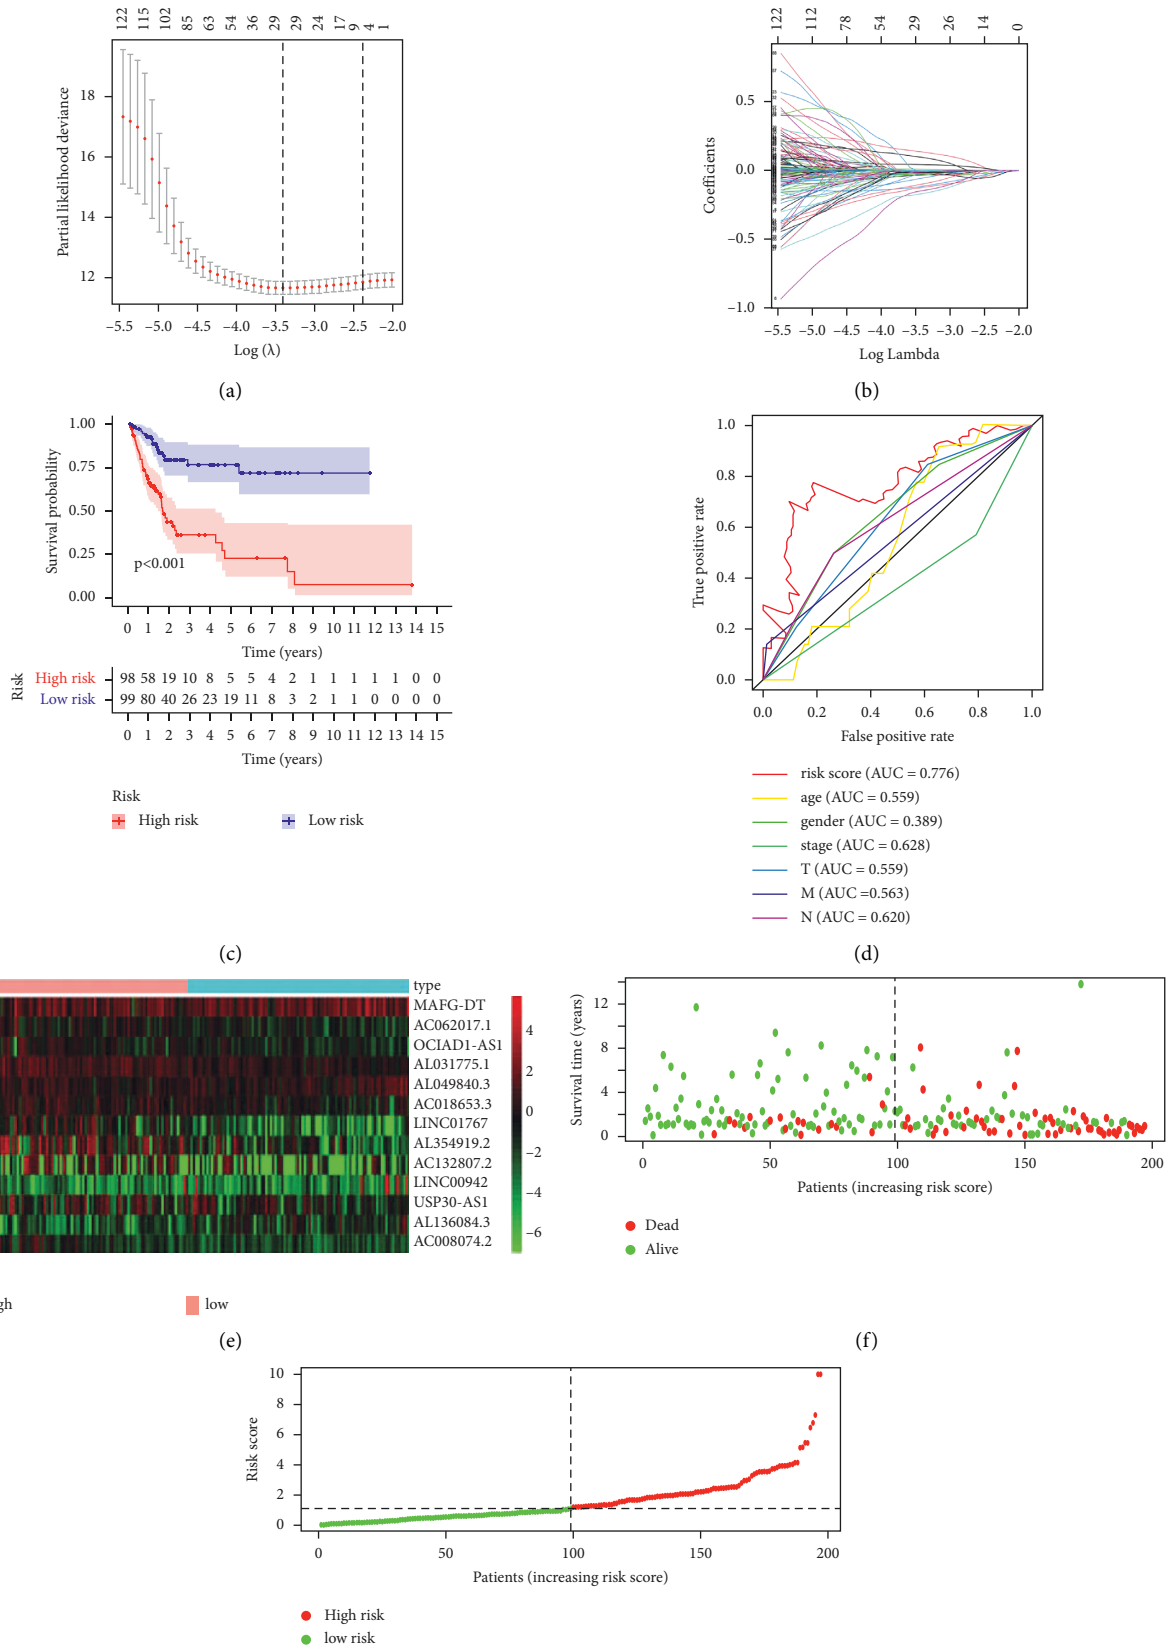 122 115 102 85 63 54 36 29 29 24 17 9 4 1
Partial likelihood deviance
18
16
14
12
−5.5 −5.0 −4.5 −4.0 −3.5 −3.0 −2.5 −2.0
Log (λ)
(a)
122 112 78 54 29 26 14 0
Coefficients
0.5
0.0
−0.5
−1.0
−5.5 −5.0 −4.5 −4.0 −3.5 −3.0 −2.5 −2.0
Log Lambda
(b)
Survival probability
1.00
0.75
0.50
0.25
0.00
p<0.001
0 1 2 3 4 5 6 7 8 9 10 11 12 13 14 15
Time (years)
Risk
High risk 98 58 19 10 8 5 5 4 2 1 1 1 1 1 0 0
Low risk 99 80 40 26 23 19 11 8 3 2 1 1 0 0 0 0
0 1 2 3 4 5 6 7 8 9 10 11 12 13 14 15
Time (years)
Risk
High risk
Low risk
(c)
True positive rate
1.0
0.8
0.6
0.4
0.2
0.0
0.0 0.2 0.4 0.6 0.8 1.0
False positive rate
risk score (AUC = 0.776)
age (AUC = 0.559)
gender (AUC = 0.389)
stage (AUC = 0.628)
T (AUC = 0.559)
M (AUC =0.563)
N (AUC = 0.620)
(d)
type
MAFG-DT
AC062017.1
OCIAD1-AS1
AL031775.1
AL049840.3
AC018653.3
LINC01767
AL354919.2
AC132807.2
LINC00942
USP30-AS1
AL136084.3
AC008074.2
4
2
0
−2
−4
−6
gh
low
(e)
Survival time (years)
12
8
4
0
0 50 100 150 200
Patients (increasing risk score)
Dead
Alive
(f)
Risk score
10
8
6
4
2
0
0 50 100 150 200
Patients (increasing risk score)
High risk
low risk